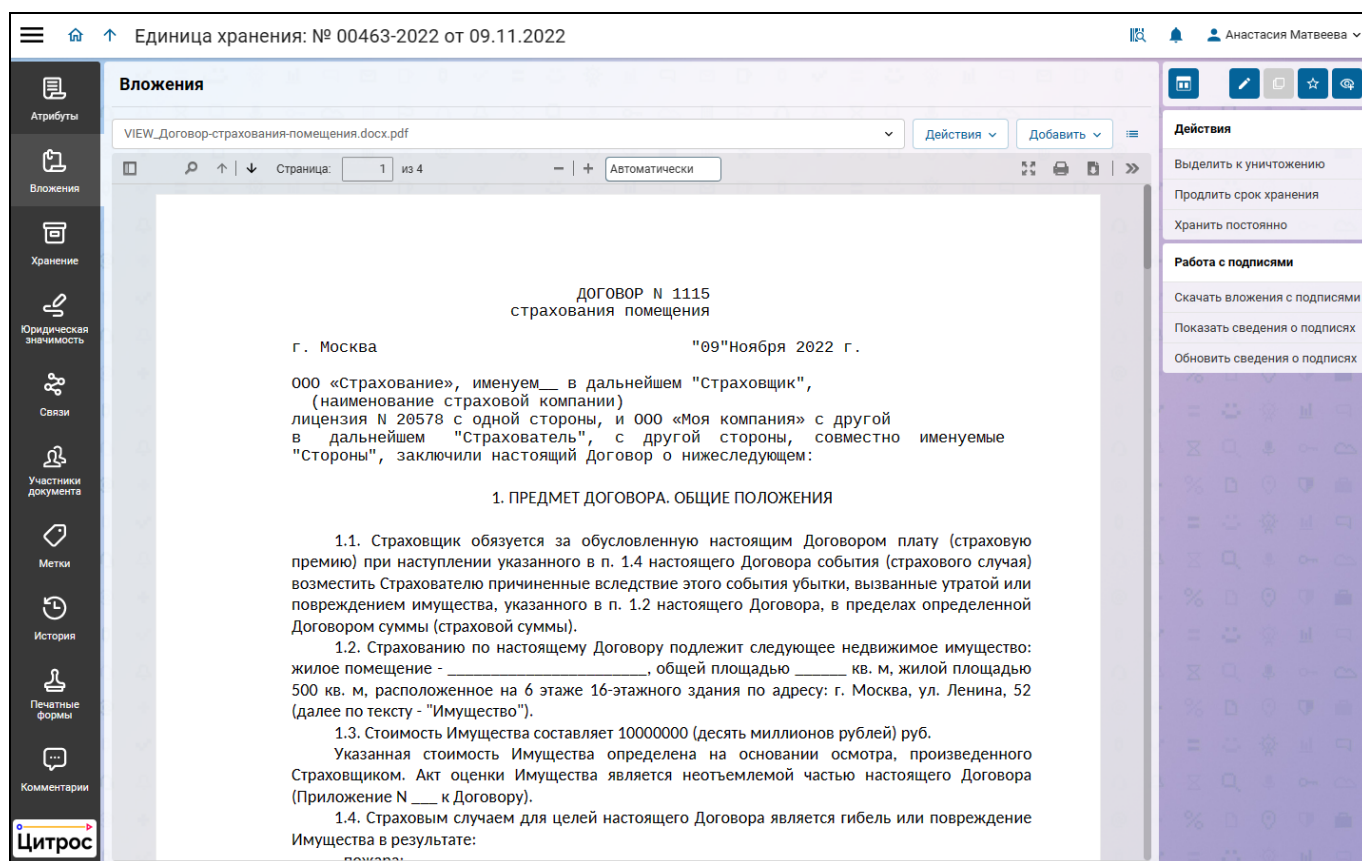 Единица хранения: № 00463-2022 от 09.11.2022
Анастасия Матвеева
Атрибуты
Вложения
Хранение
Юридическая
значимость
Связи
Участники
документа
Метки
История
Печатные
формы
Комментарии
Цитрос
Вложения
VIEW_Договор-страхования-помещения.docx.pdf
Действия
Добавить
Страница:
1
из 4
Автоматически
ДОГОВОР N 1115
страхования помещения
г. Москва "09"Ноября 2022 г.
ООО «Страхование», именуем__ в дальнейшем "Страховщик",
(наименование страховой компании)
лицензия N 20578 с одной стороны, и ООО «Моя компания» с другой
в дальнейшем "Страхователь", с другой стороны, совместно именуемые
"Стороны", заключили настоящий Договор о нижеследующем:
1. ПРЕДМЕТ ДОГОВОРА. ОБЩИЕ ПОЛОЖЕНИЯ
1.1. Страховщик обязуется за обусловленную настоящим Договором плату (страховую
премию) при наступлении указанного в п. 1.4 настоящего Договора события (страхового случая)
возместить Страхователю причиненные вследствие этого события убытки, вызванные утратой или
повреждением имущества, указанного в п. 1.2 настоящего Договора, в пределах определенной
Договором суммы (страховой суммы).
1.2. Страхованию по настоящему Договору подлежит следующее недвижимое имущество:
жилое помещение - _______________________, общей площадью ______ кв. м, жилой площадью
500 кв. м, расположенное на 6 этаже 16-этажного здания по адресу: г. Москва, ул. Ленина, 52
(далее по тексту - "Имущество").
1.3. Стоимость Имущества составляет 10000000 (десять миллионов рублей) руб.
Указанная стоимость Имущества определена на основании осмотра, произведенного
Страховщиком. Акт оценки Имущества является неотъемлемой частью настоящего Договора
(Приложение N ___ к Договору).
1.4. Страховым случаем для целей настоящего Договора является гибель или повреждение
Имущества в результате:
пожара;
Действия
Выделить к уничтожению
Продлить срок хранения
Хранить постоянно
Работа с подписями
Скачать вложения с подписями
Показать сведения о подписях
Обновить сведения о подписях